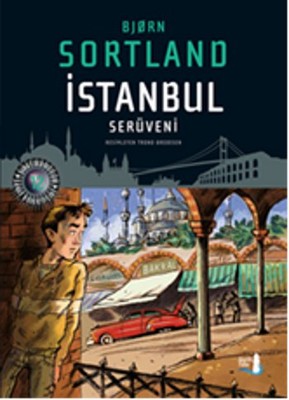 BJØRN
SORTLAND
İSTANBUL
SERÜVENİ
RESİMLEYEN TROND BREDESEN
BAKKAL